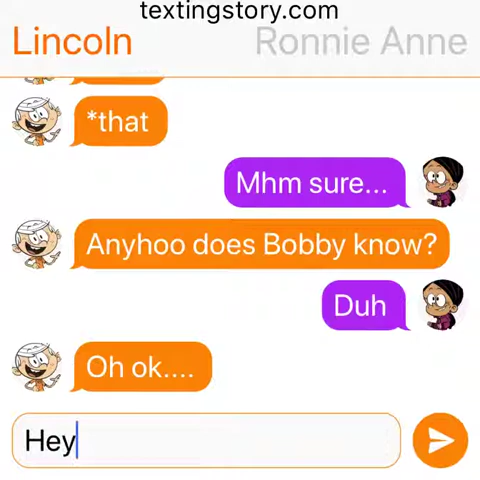 textingstory.com
Lincoln
Ronnie Anne
*that
Mhm sure...
Anyhoo does Bobby know?
Duh
Oh ok....
Hey